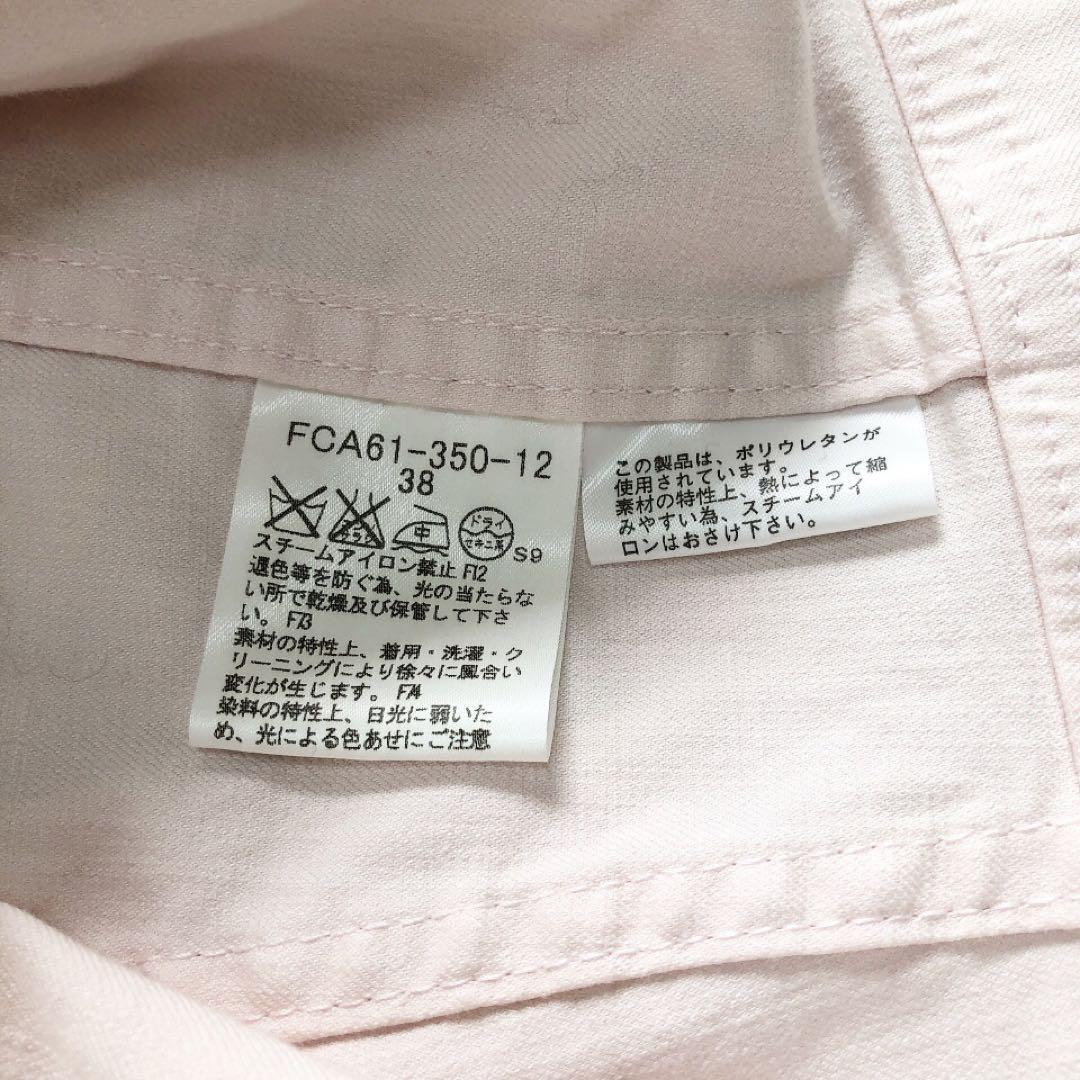 FCA61-350-12
38
エンソ
中
ドライ
セキユ系
S9
スチームアイロン禁止 F12
退色等を防ぐ為、光の当たらな
い所で乾燥及び保管して下さ
い。 F73
素材の特性上、着用・洗濯・ク
リーニングにより徐々に風合い
変化が生じます。 F74
染料の特性上、日光に弱いた
め、光による色あせにご注意
この製品は、ポリウレタンが
使用されています。
素材の特性上、熱によって縮
みやすい為、スチームアイ
ロンはおさけ下さい。